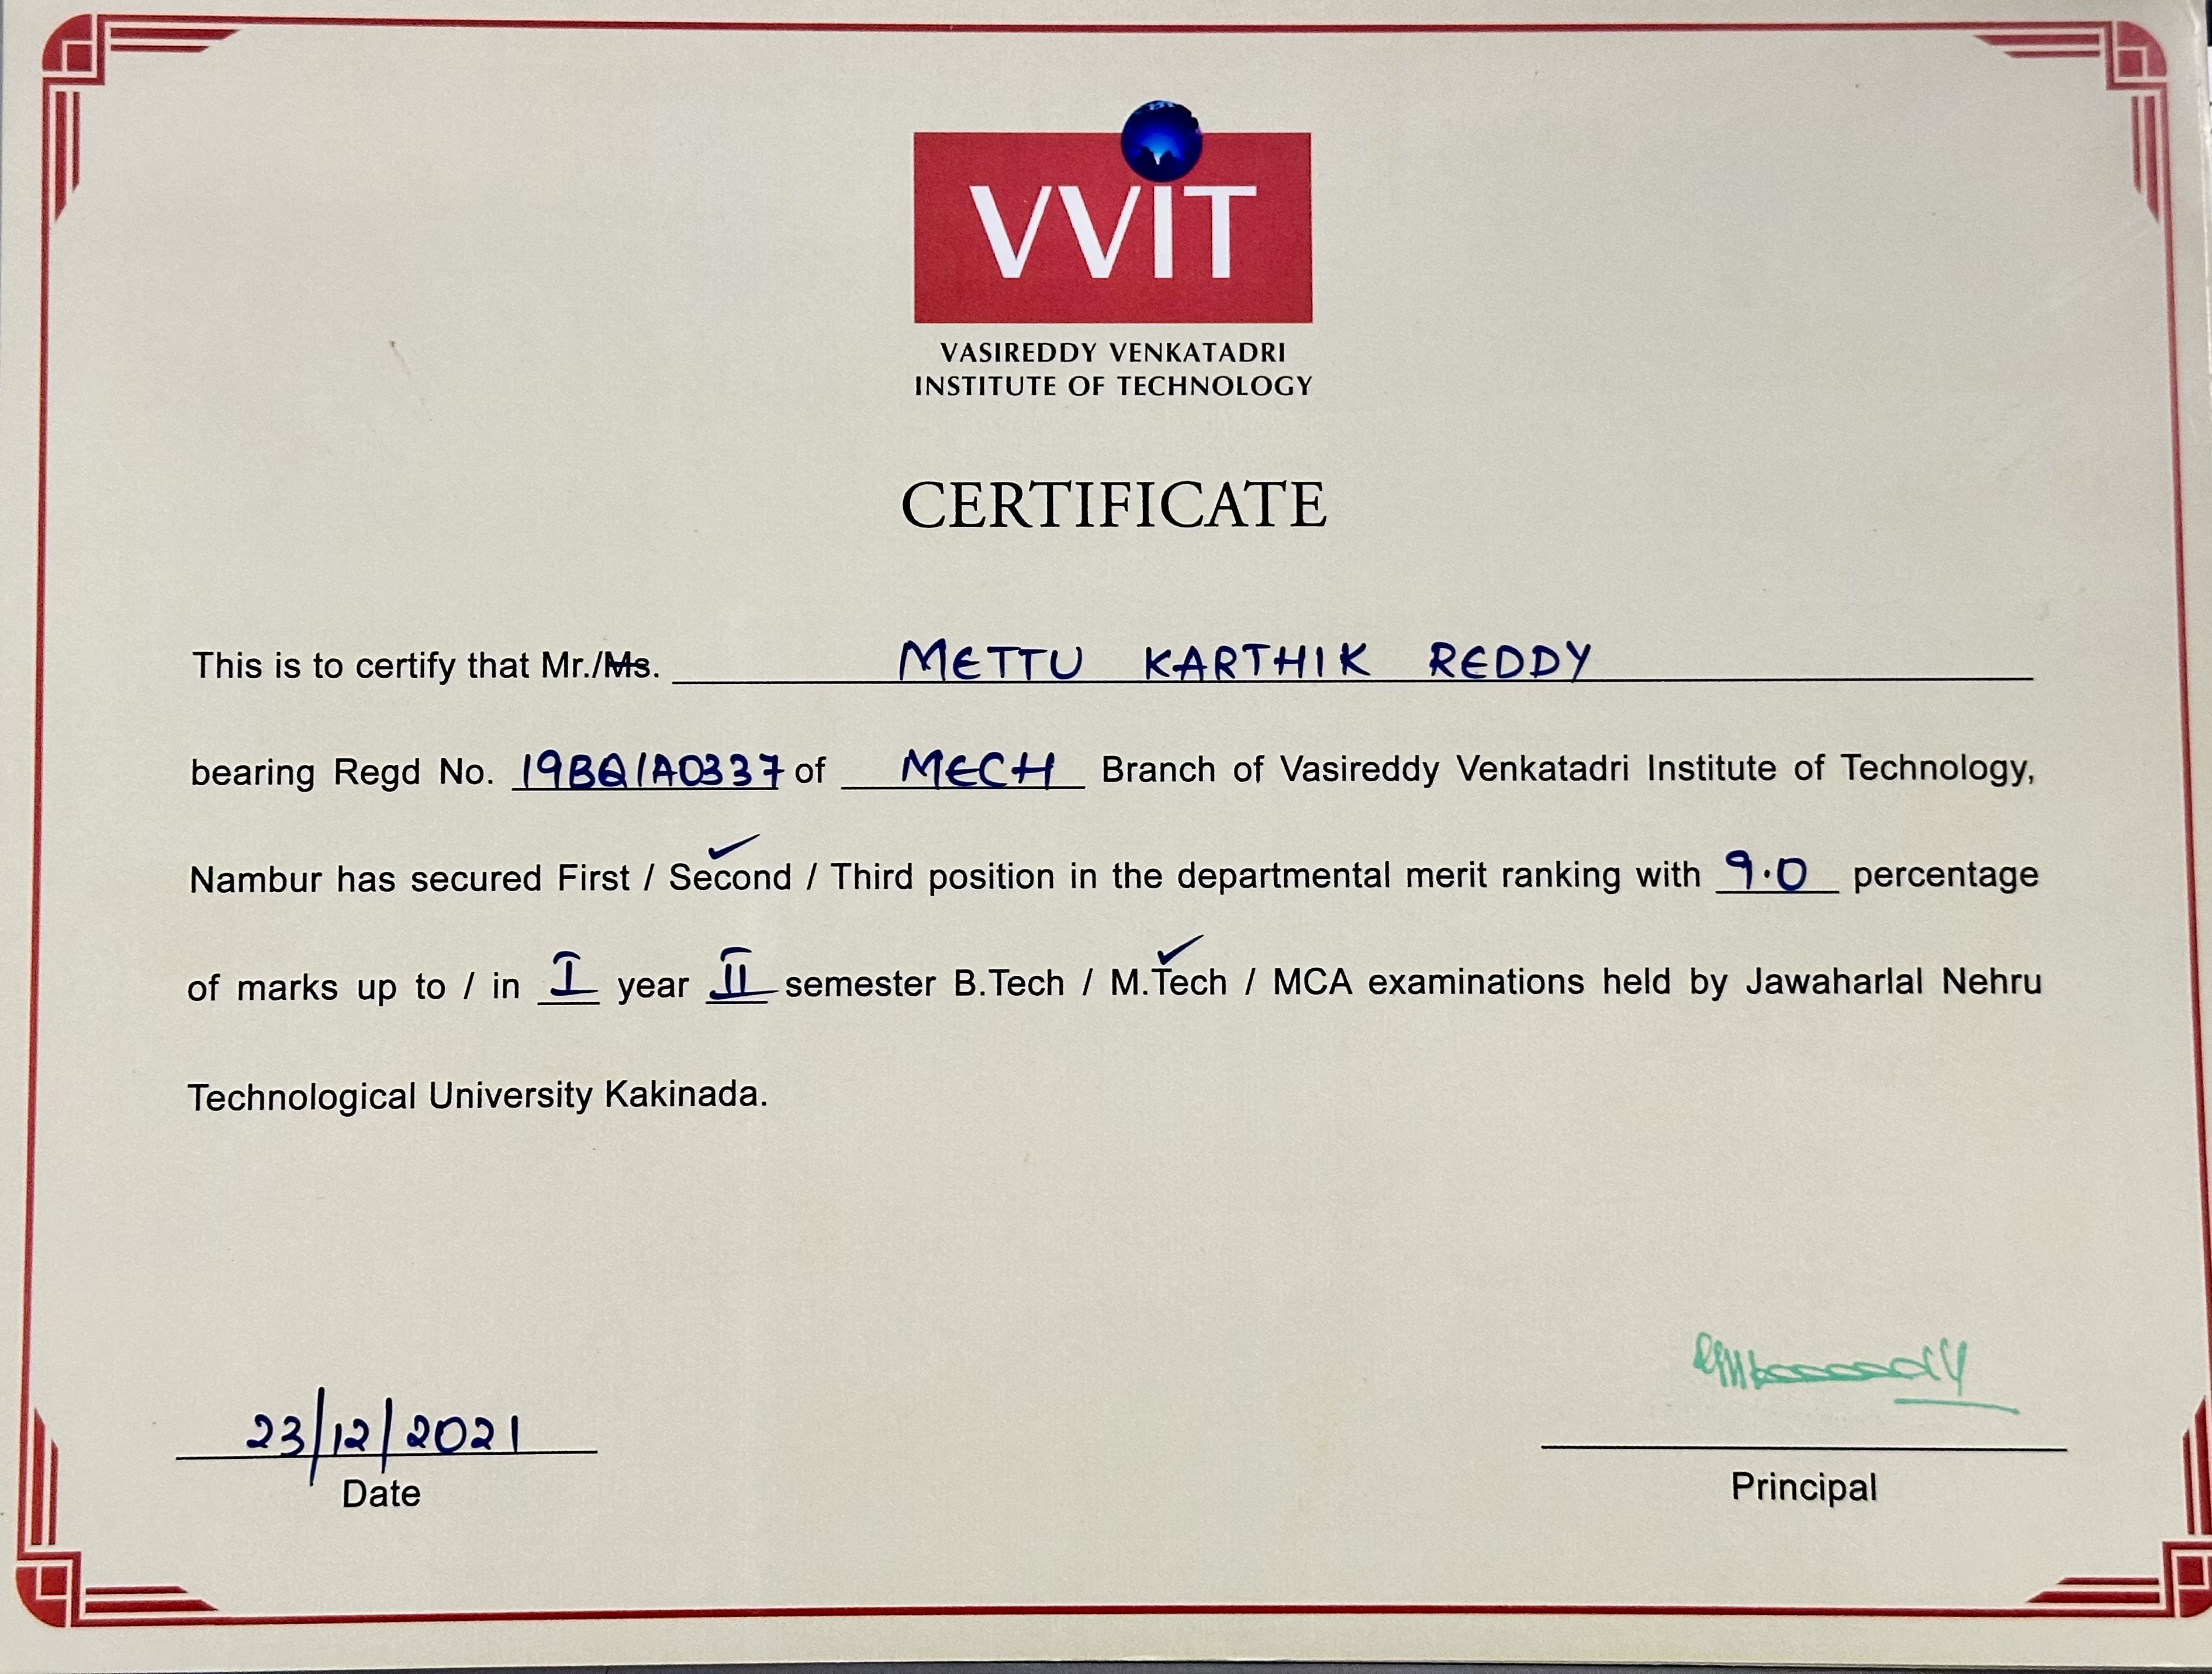 VVIT
VASIREDDY VENKATADRI
INSTITUTE OF TECHNOLOGY
CERTIFICATE
This is to certify that Mr./Ms. METTU KARTHIK REDDY
bearing Regd No. 19BQ1A0337 of MECH Branch of Vasireddy Venkatadri Institute of Technology,
Nambur has secured First / Second / Third position in the departmental merit ranking with 9.0 percentage
of marks up to / in I year II semester B.Tech / M.Tech / MCA examinations held by Jawaharlal Nehru
Technological University Kakinada.
23/12/2021
Date
Principal